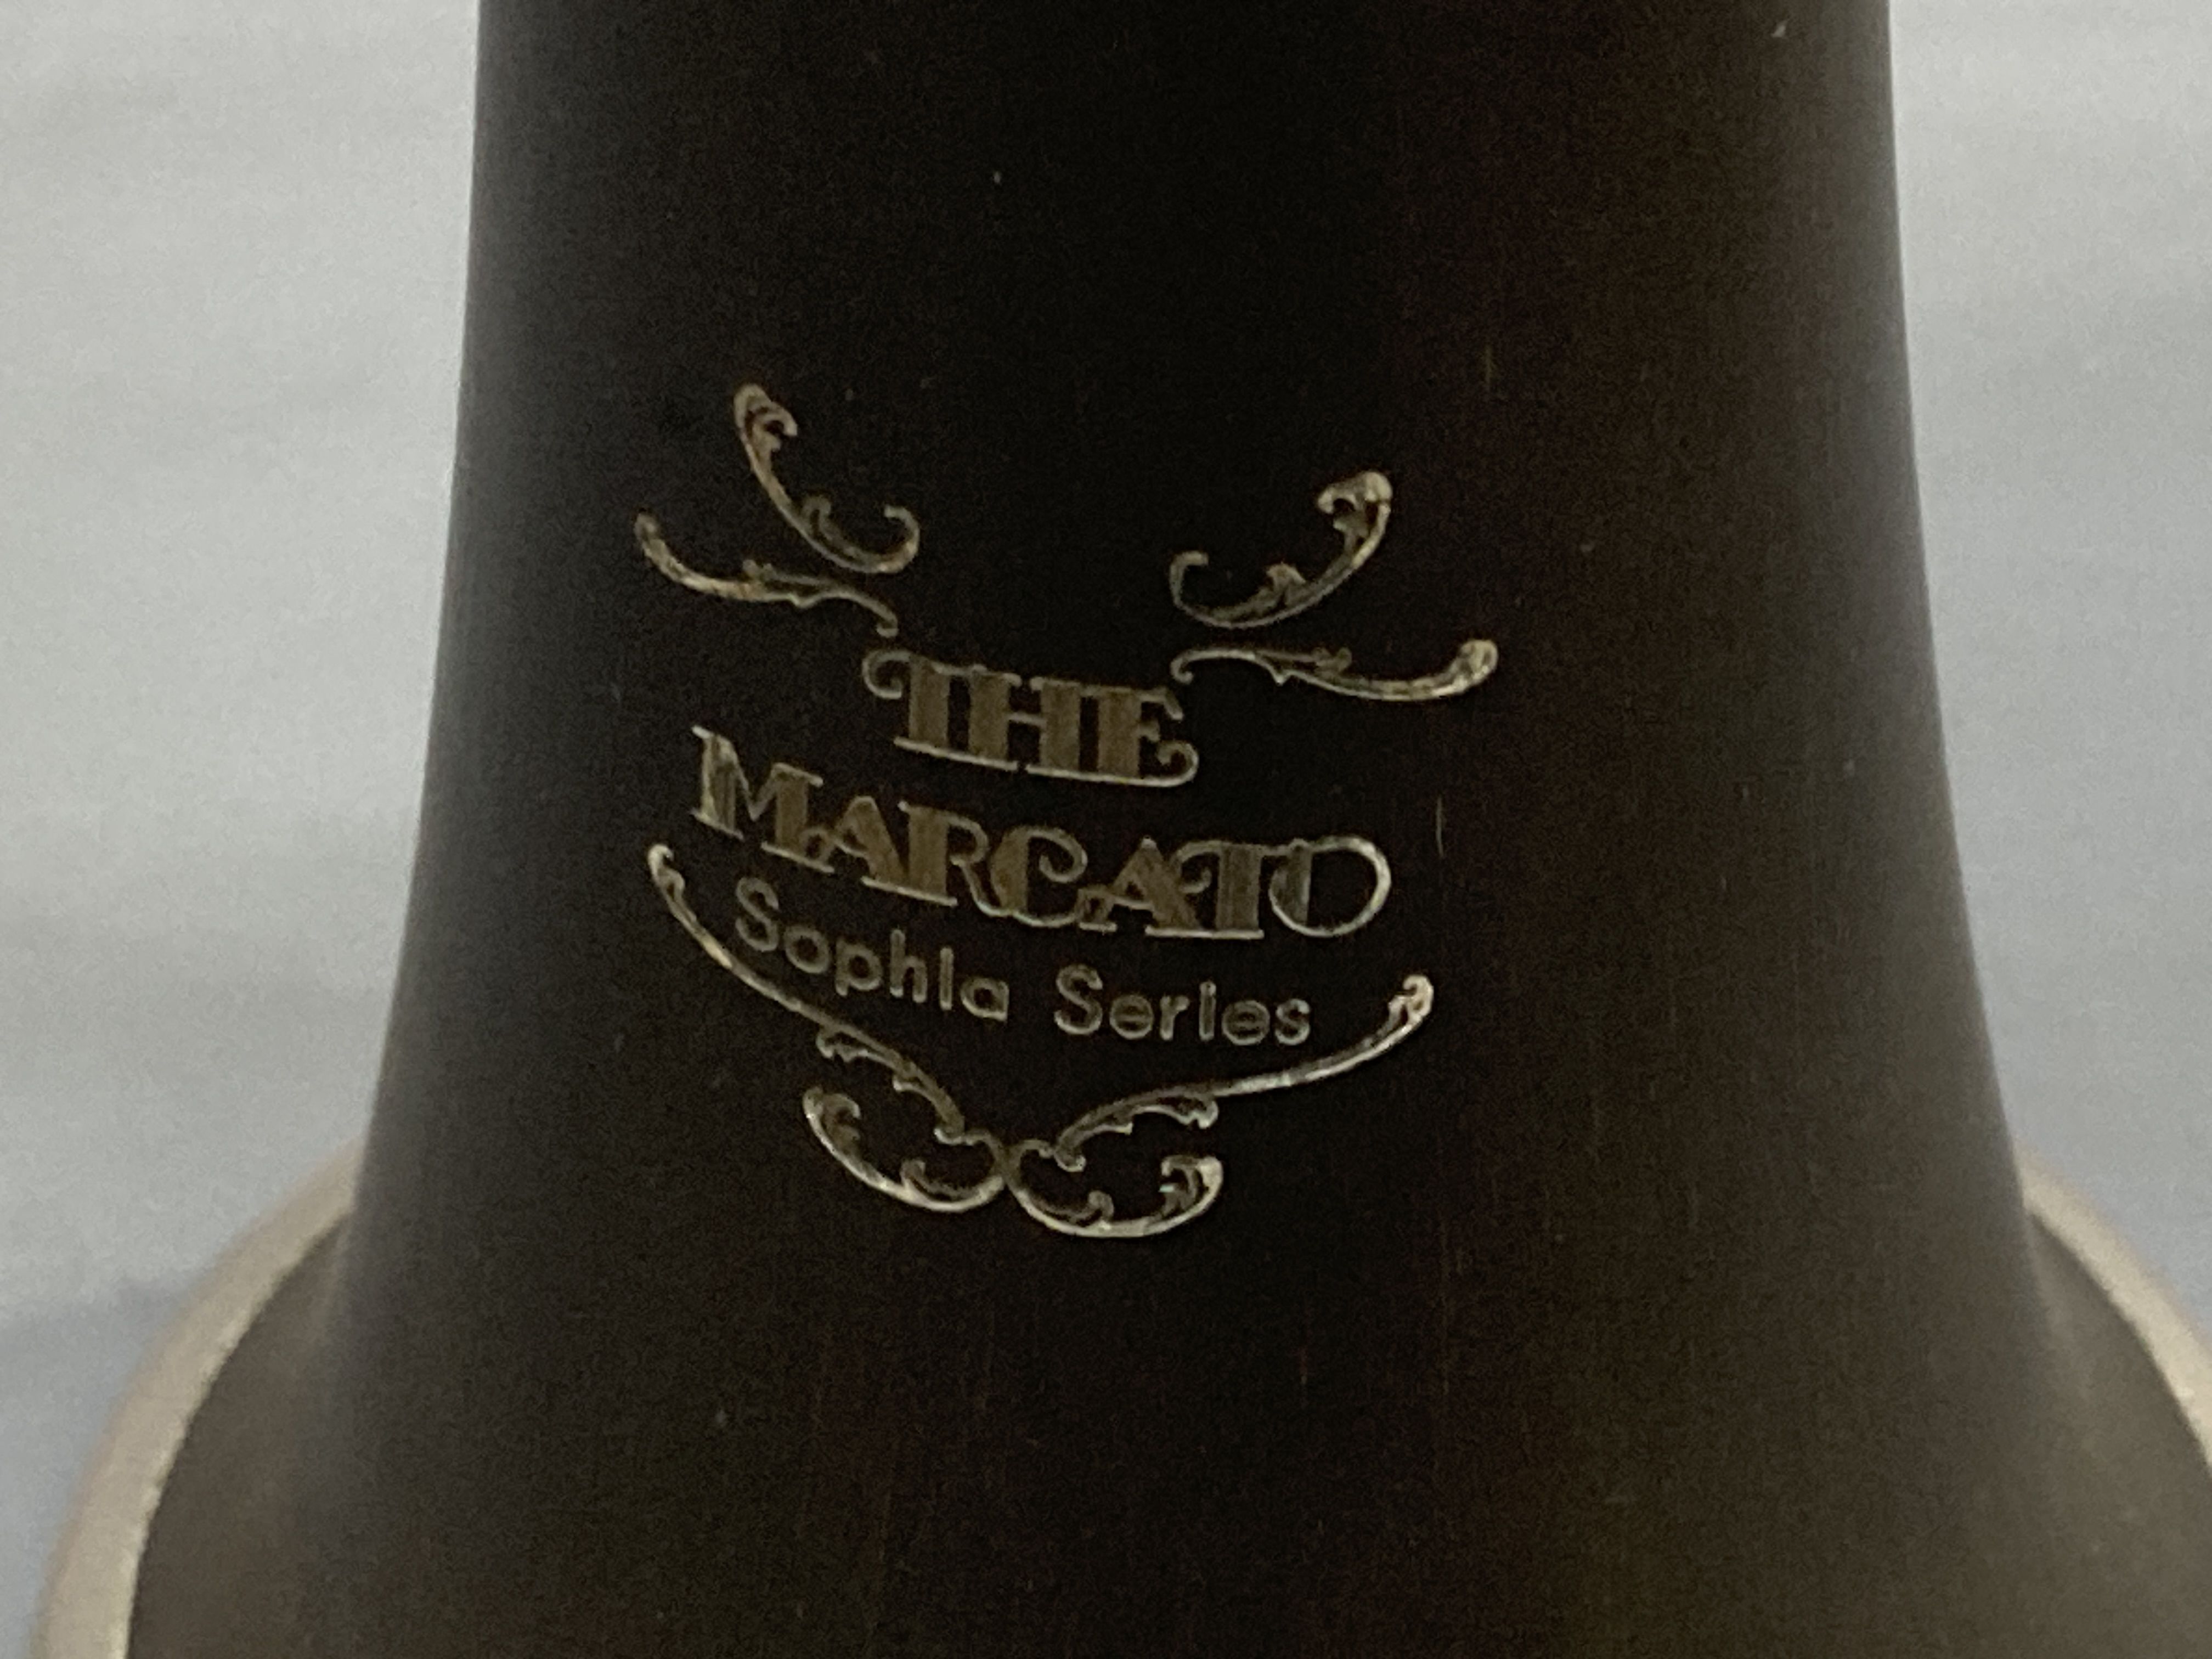 THE
MARCATO
Sophia Series